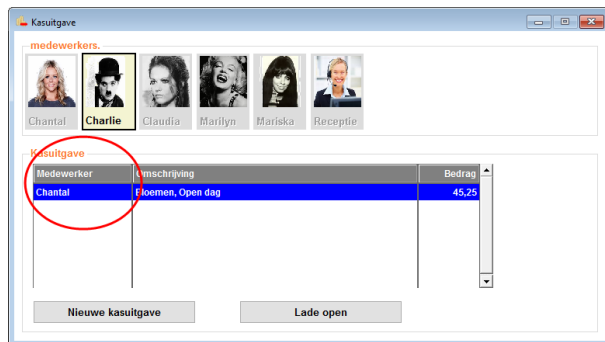 Kasuitgave
medewerkers.
Chantal Charlie Claudia Marilyn Mariska Receptie
Kasuitgave
Medewerker Omschrijving Bedrag
Chantal Bloemen, Open dag 45,25
Nieuwe kasuitgave Lade open